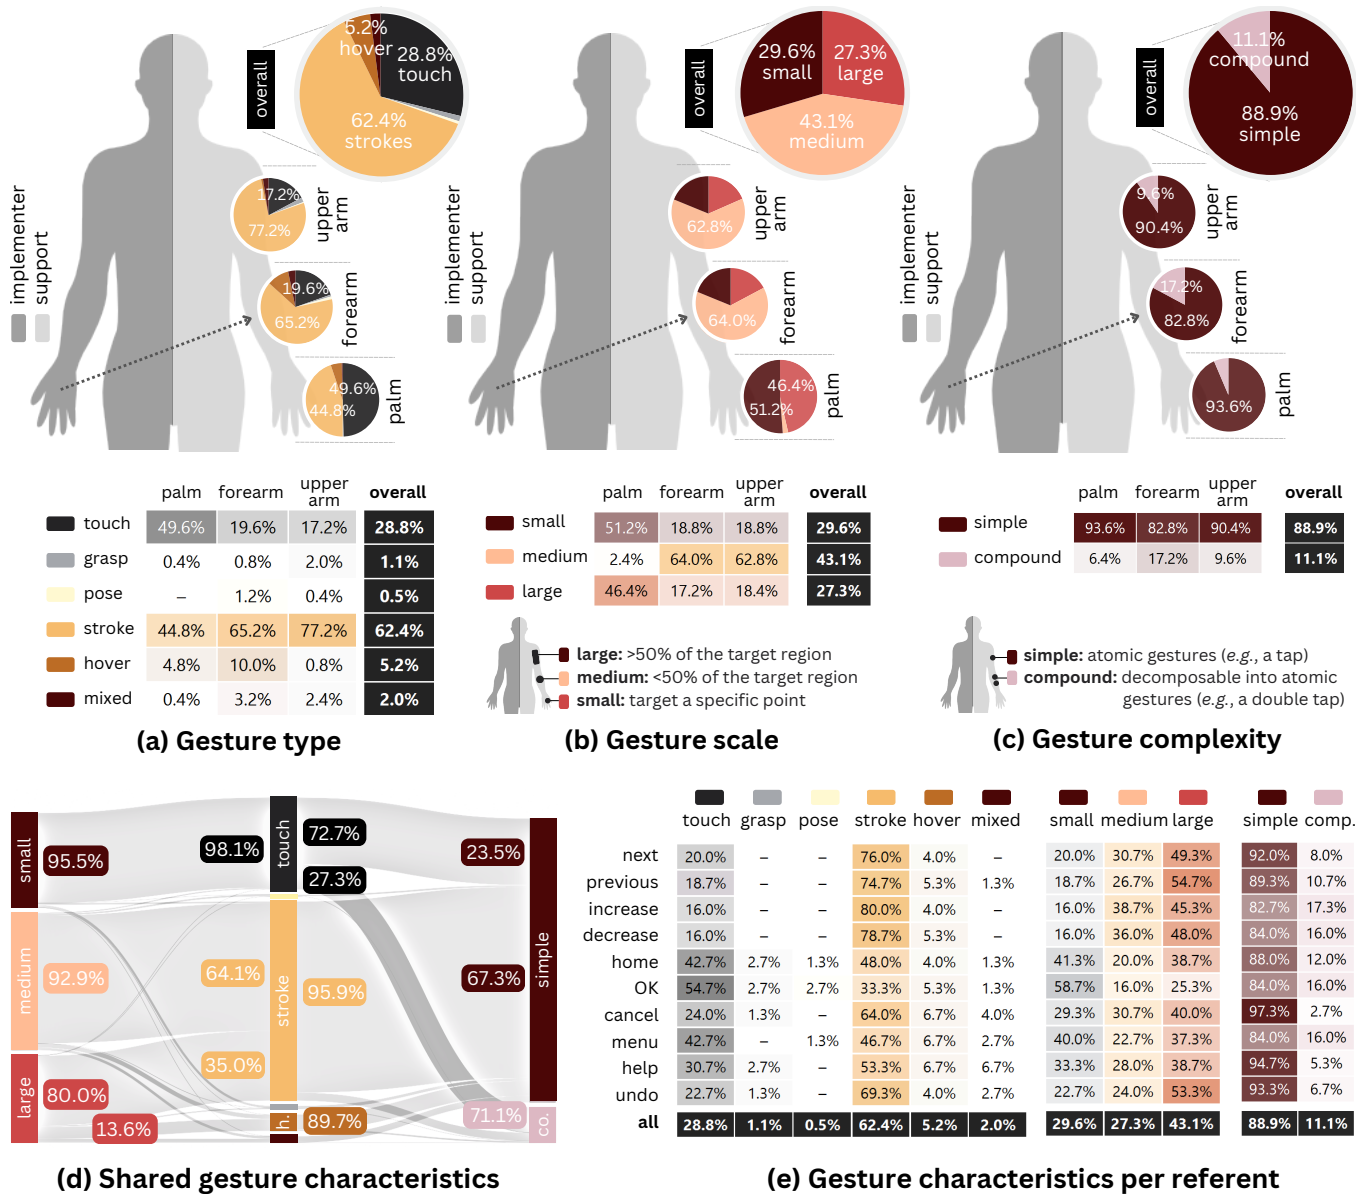 5.2%
hover
28.8%
touch
62.4%
strokes
overall
17.2%
77.2%
upper
arm
19.6%
65.2%
forearm
49.6%
44.8%
palm
implementer
support
palm forearm upper arm overall
touch 49.6% 19.6% 17.2% 28.8%
grasp 0.4% 0.8% 2.0% 1.1%
pose – 1.2% 0.4% 0.5%
stroke 44.8% 65.2% 77.2% 62.4%
hover 4.8% 10.0% 0.8% 5.2%
mixed 0.4% 3.2% 2.4% 2.0%
(a) Gesture type
29.6%
small
27.3%
large
43.1%
medium
overall
62.8%
upper
arm
64.0%
forearm
46.4%
51.2%
palm
implementer
support
palm forearm upper arm overall
small 51.2% 18.8% 18.8% 29.6%
medium 2.4% 64.0% 62.8% 43.1%
large 46.4% 17.2% 18.4% 27.3%
large: >50% of the target region
medium: <50% of the target region
small: target a specific point
(b) Gesture scale
11.1%
compound
88.9%
simple
overall
9.6%
90.4%
upper
arm
17.2%
82.8%
forearm
93.6%
palm
implementer
support
palm forearm upper arm overall
simple 93.6% 82.8% 90.4% 88.9%
compound 6.4% 17.2% 9.6% 11.1%
simple: atomic gestures (e.g., a tap)
compound: decomposable into atomic
gestures (e.g., a double tap)
(c) Gesture complexity
small
95.5%
medium
92.9%
large
80.0%
13.6%
98.1%
touch
72.7%
27.3%
64.1%
stroke
95.9%
35.0%
h.
89.7%
23.5%
67.3%
simple
71.1%
co.
(d) Shared gesture characteristics
touch grasp pose stroke hover mixed small medium large simple comp.
next 20.0% – – 76.0% 4.0% – 20.0% 30.7% 49.3% 92.0% 8.0%
previous 18.7% – – 74.7% 5.3% 1.3% 18.7% 26.7% 54.7% 89.3% 10.7%
increase 16.0% – – 80.0% 4.0% – 16.0% 38.7% 45.3% 82.7% 17.3%
decrease 16.0% – – 78.7% 5.3% – 16.0% 36.0% 48.0% 84.0% 16.0%
home 42.7% 2.7% 1.3% 48.0% 4.0% 1.3% 41.3% 20.0% 38.7% 88.0% 12.0%
OK 54.7% 2.7% 2.7% 33.3% 5.3% 1.3% 58.7% 16.0% 25.3% 84.0% 16.0%
cancel 24.0% 1.3% – 64.0% 6.7% 4.0% 29.3% 30.7% 40.0% 97.3% 2.7%
menu 42.7% – 1.3% 46.7% 6.7% 2.7% 40.0% 22.7% 37.3% 84.0% 16.0%
help 30.7% 2.7% – 53.3% 6.7% 6.7% 33.3% 28.0% 38.7% 94.7% 5.3%
undo 22.7% 1.3% – 69.3% 4.0% 2.7% 22.7% 24.0% 53.3% 93.3% 6.7%
all 28.8% 1.1% 0.5% 62.4% 5.2% 2.0% 29.6% 27.3% 43.1% 88.9% 11.1%
(e) Gesture characteristics per referent